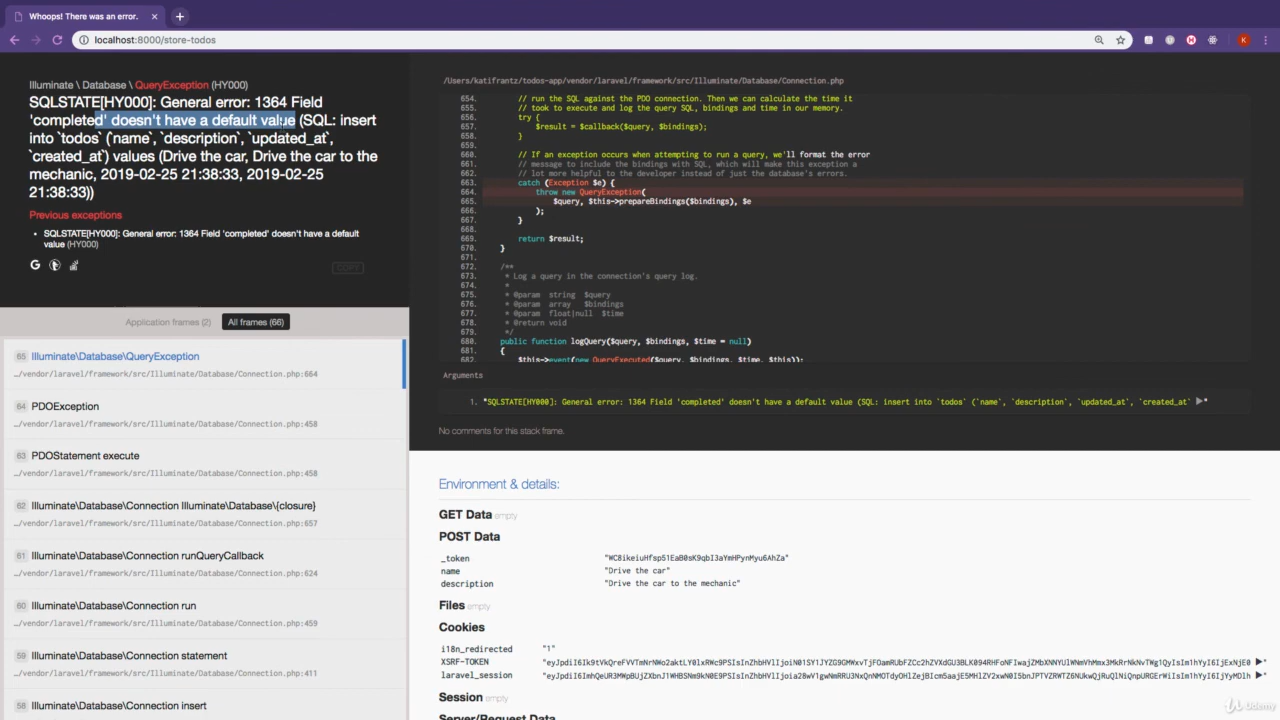 Whoops! There was an error.
localhost:8000/store-todos
K
Illuminate \ Database \ QueryException (HY000)
SQLSTATE[HY000]: General error: 1364 Field
'completed' doesn't have a default value (SQL: insert
into `todos` (`name`, `description`, `updated_at`,
`created_at`) values (Drive the car, Drive the car to the
mechanic, 2019-02-25 21:38:33, 2019-02-25
21:38:33))
Previous exceptions
• SQLSTATE[HY000]: General error: 1364 Field 'completed' doesn't have a default
value (HY000)
COPY
Application frames (2) All frames (66)
65 Illuminate\Database\QueryException
…/vendor/laravel/framework/src/Illuminate/Database/Connection.php:664
64 PDOException
…/vendor/laravel/framework/src/Illuminate/Database/Connection.php:458
63 PDOStatement execute
…/vendor/laravel/framework/src/Illuminate/Database/Connection.php:458
62 Illuminate\Database\Connection Illuminate\Database\{closure}
…/vendor/laravel/framework/src/Illuminate/Database/Connection.php:657
61 Illuminate\Database\Connection runQueryCallback
…/vendor/laravel/framework/src/Illuminate/Database/Connection.php:624
60 Illuminate\Database\Connection run
…/vendor/laravel/framework/src/Illuminate/Database/Connection.php:459
59 Illuminate\Database\Connection statement
…/vendor/laravel/framework/src/Illuminate/Database/Connection.php:411
58 Illuminate\Database\Connection insert
/Users/katifrantz/todos-app/vendor/laravel/framework/src/Illuminate/Database/Connection.php
654. // run the SQL against the PDO connection. Then we can calculate the time it
655. // took to execute and log the query SQL, bindings and time in our memory.
656. try {
657. $result = $callback($query, $bindings);
658. }
659.
660. // If an exception occurs when attempting to run a query, we'll format the error
661. // message to include the bindings with SQL, which will make this exception a
662. // lot more helpful to the developer instead of just the database's errors.
663. catch (Exception $e) {
664. throw new QueryException(
665. $query, $this->prepareBindings($bindings), $e
666. );
667. }
668.
669. return $result;
670. }
671.
672. /**
673. * Log a query in the connection's query log.
674. *
675. * @param string $query
676. * @param array $bindings
677. * @param float|null $time
678. * @return void
679. */
680. public function logQuery($query, $bindings, $time = null)
681. {
682. $this->event(new QueryExecuted($query, $bindings, $time, $this));
Arguments
1. "SQLSTATE[HY000]: General error: 1364 Field 'completed' doesn't have a default value (SQL: insert into `todos` (`name`, `description`, `updated_at`, `created_at` ▶"
No comments for this stack frame.
Environment & details:
GET Data empty
POST Data
_token
name "Drive the car"
description "Drive the car to the mechanic"
Files empty
Cookies
i18n_redirected "1"
XSRF-TOKEN
laravel_session
Session empty
Server/Request Data
Udemy